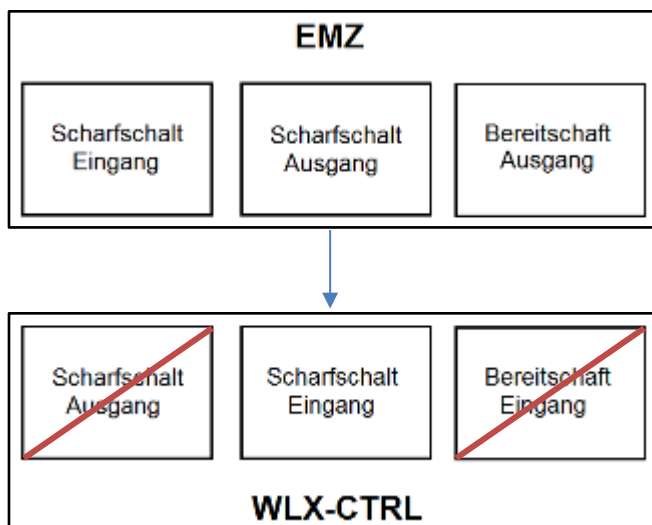 EMZ
Scharfschalt
Eingang
Scharfschalt
Ausgang
Bereitschaft
Ausgang
Scharfschalt
Ausgang
Scharfschalt
Eingang
Bereitschaft
Eingang
WLX-CTRL